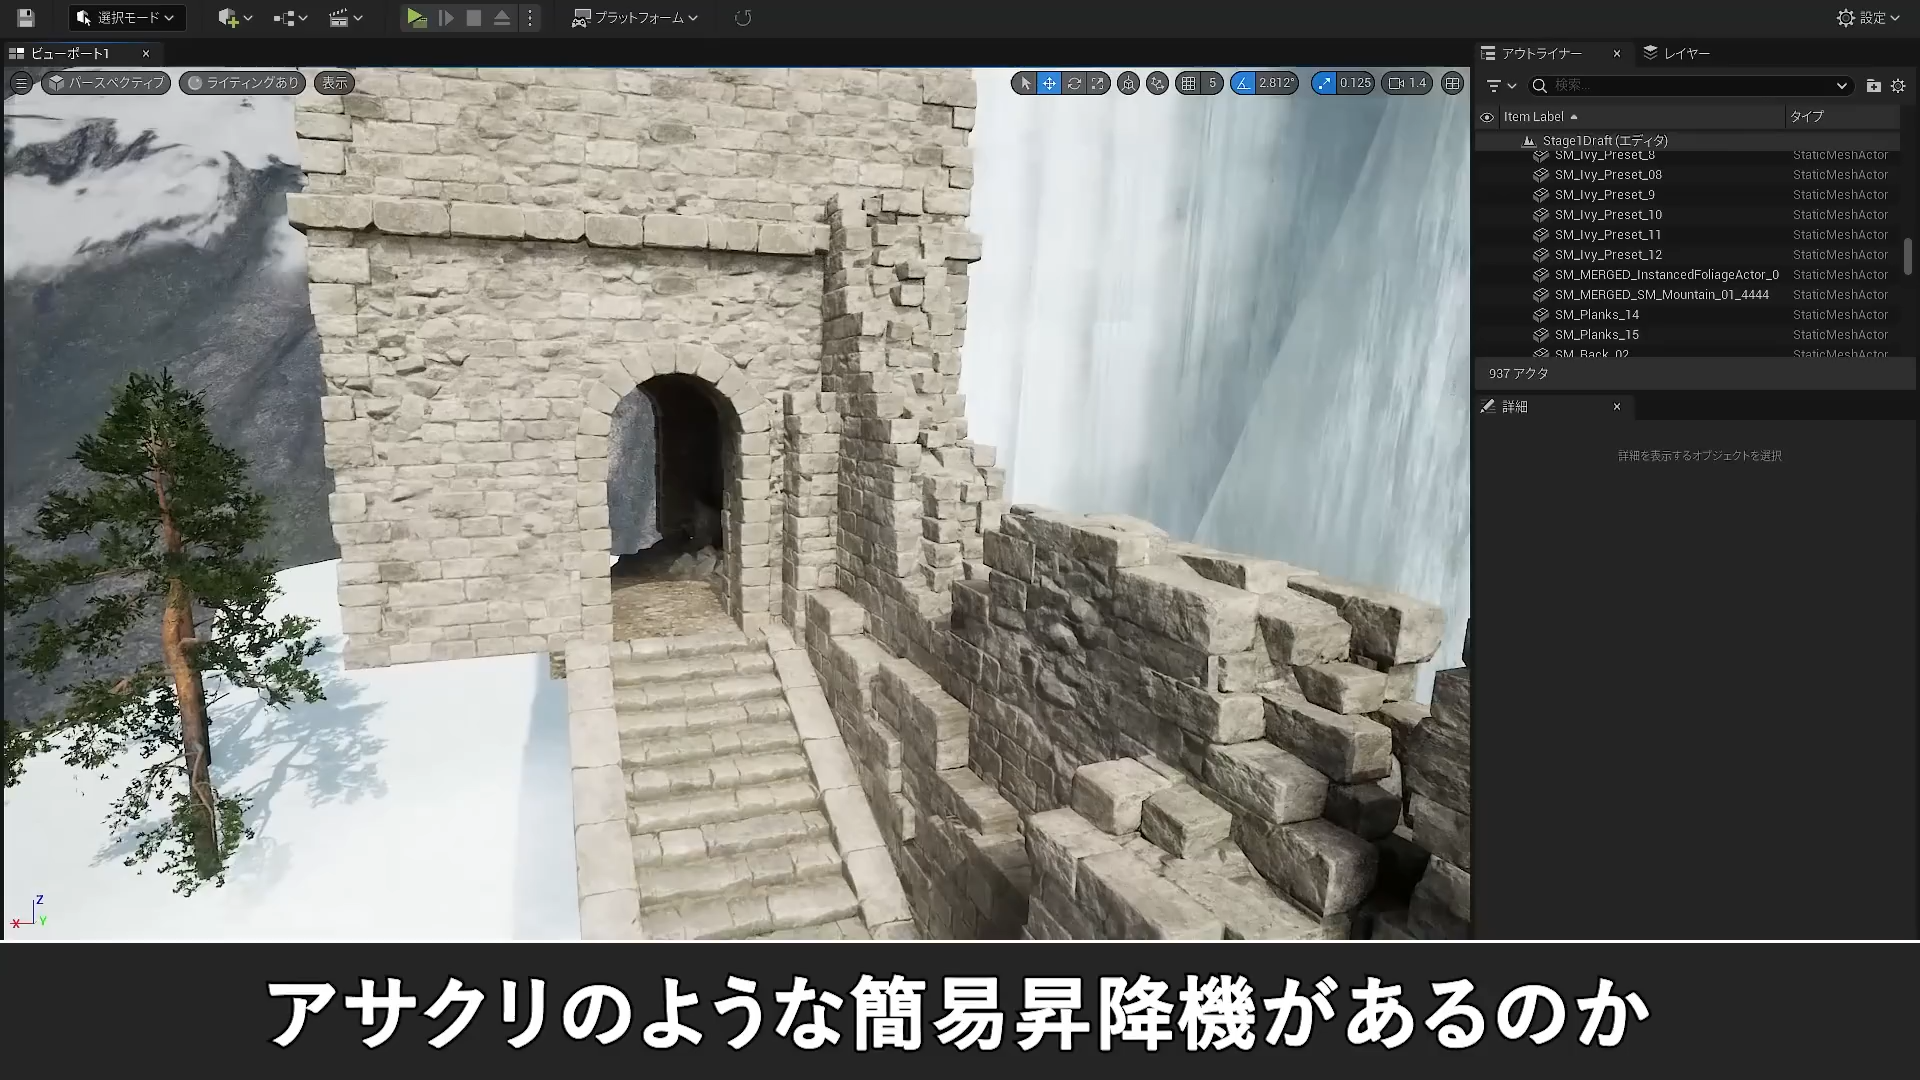 選択モード
プラットフォーム
設定
ビューポート1
アウトライナー
レイヤー
パースペクティブ
ライティングあり
表示
5
2.812°
0.125
1.4
検索...
Item Label
タイプ
Stage1Draft (エディタ)
SM_Ivy_Preset_8 StaticMeshActor
SM_Ivy_Preset_08 StaticMeshActor
SM_Ivy_Preset_9 StaticMeshActor
SM_Ivy_Preset_10 StaticMeshActor
SM_Ivy_Preset_11 StaticMeshActor
SM_Ivy_Preset_12 StaticMeshActor
SM_MERGED_InstancedFoliageActor_0 StaticMeshActor
SM_MERGED_SM_Mountain_01_4444 StaticMeshActor
SM_Planks_14 StaticMeshActor
SM_Planks_15 StaticMeshActor
SM_Rack_02 StaticMeshActor
937 アクタ
詳細
詳細を表示するオブジェクトを選択
Z
X
Y
アサクリのような簡易昇降機があるのか